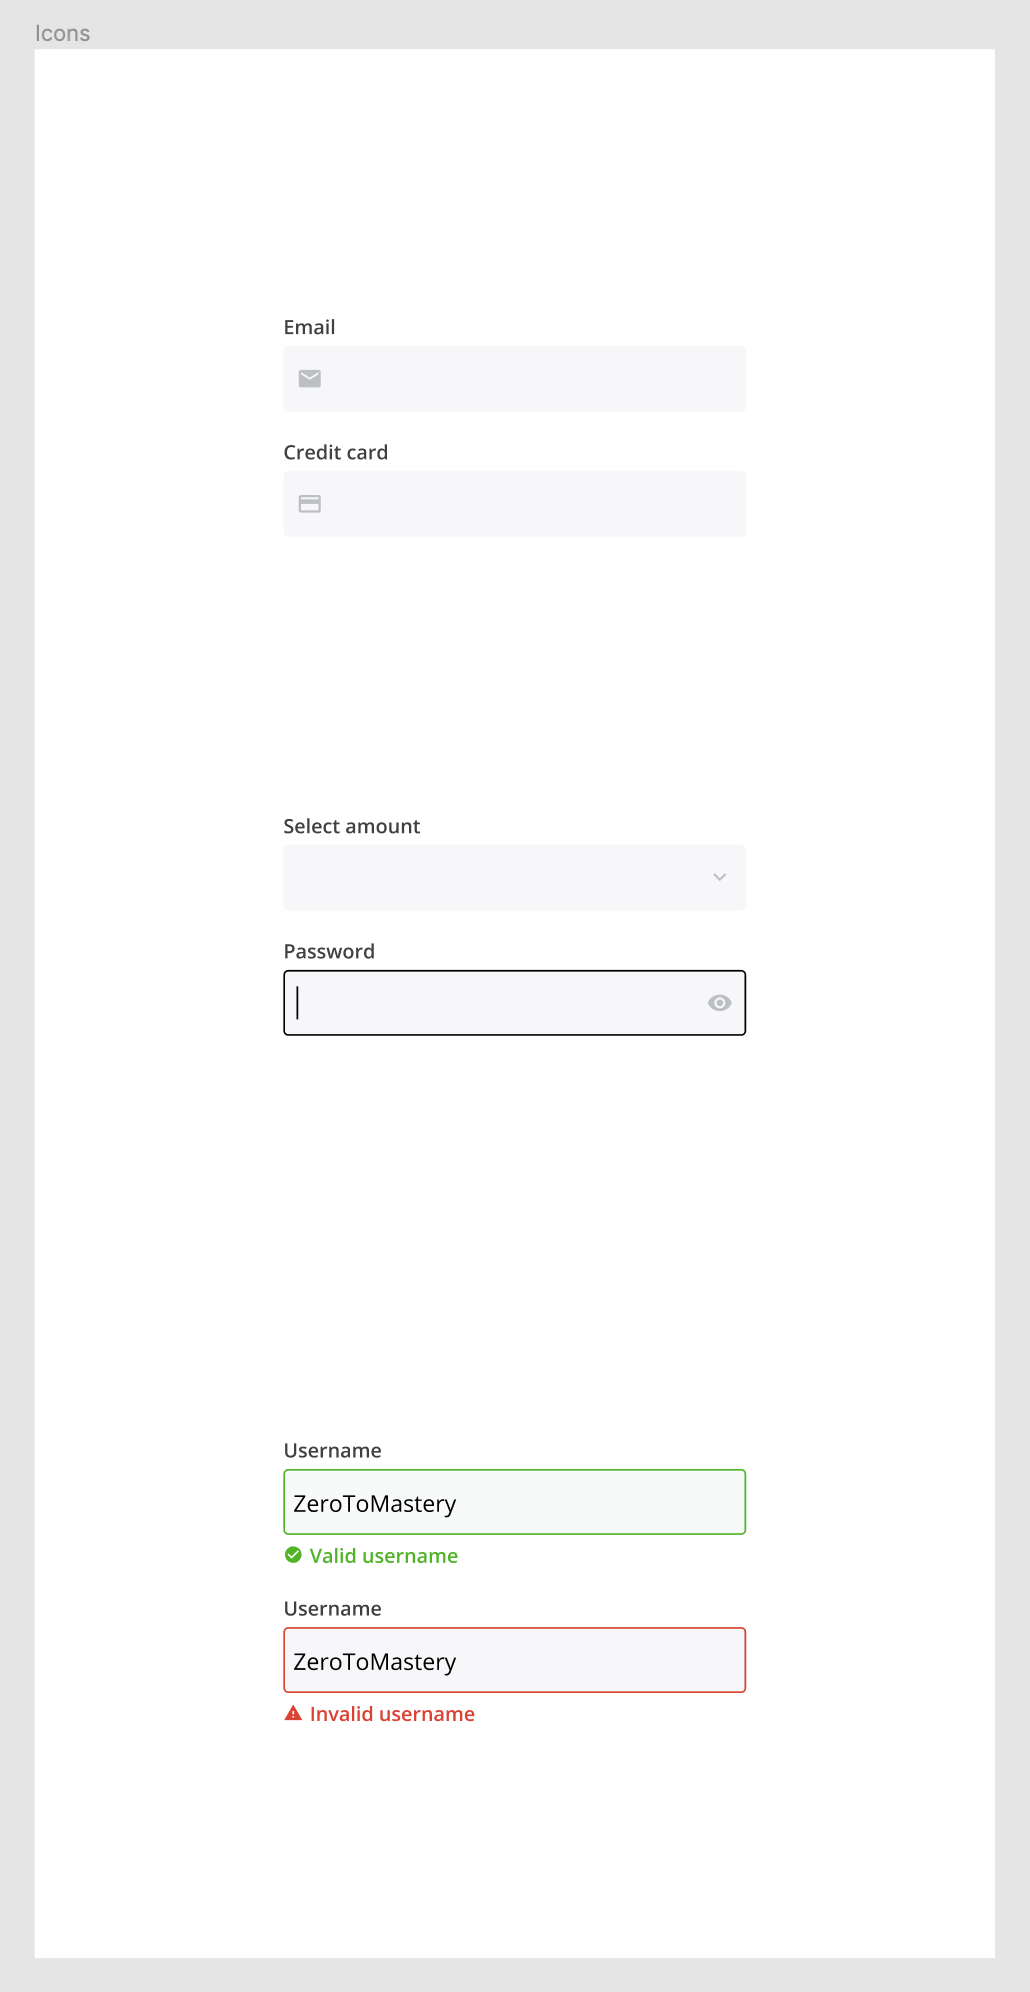 Icons
Email
Credit card
Select amount
Password
Username
ZeroToMastery
Valid username
Username
ZeroToMastery
Invalid username